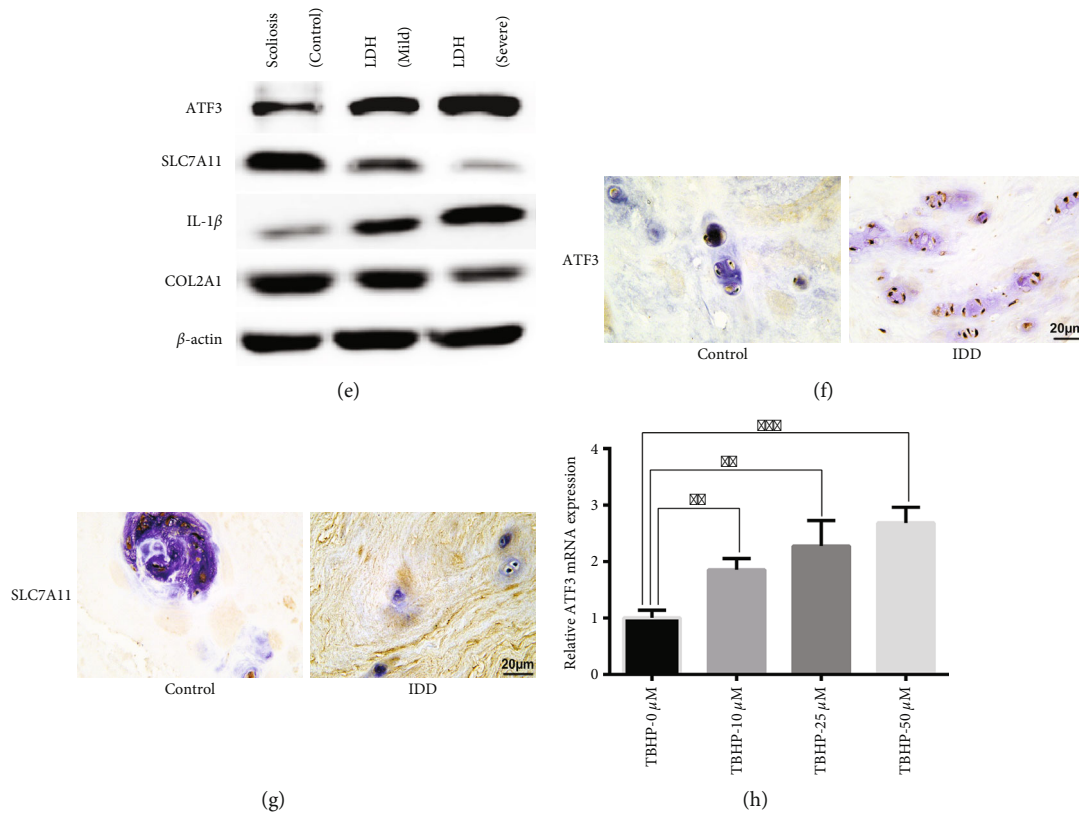 Scoliosis
(Control)
LDH
(Mild)
LDH
(Severe)
ATF3
SLC7A11
IL-1β
COL2A1
β-actin
(e)
ATF3
20μm
Control
IDD
(f)
SLC7A11
20μm
Control
IDD
(g)
Relative ATF3 mRNA expression
4
3
2
1
0
TBHP-0 μM
TBHP-10 μM
TBHP-25 μM
TBHP-50 μM
(h)